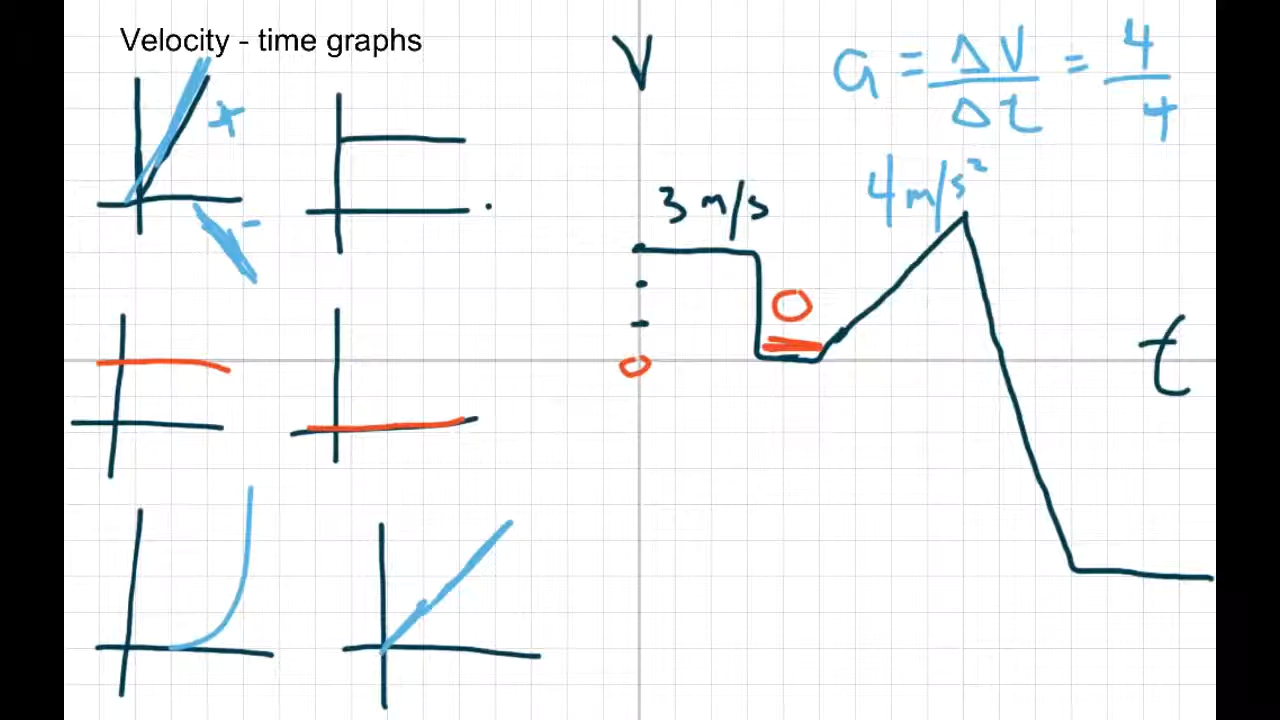 Velocity - time graphs
V
a = ΔV/Δt = 4/4
+
-
3 m/s
4 m/s²
0
0
t